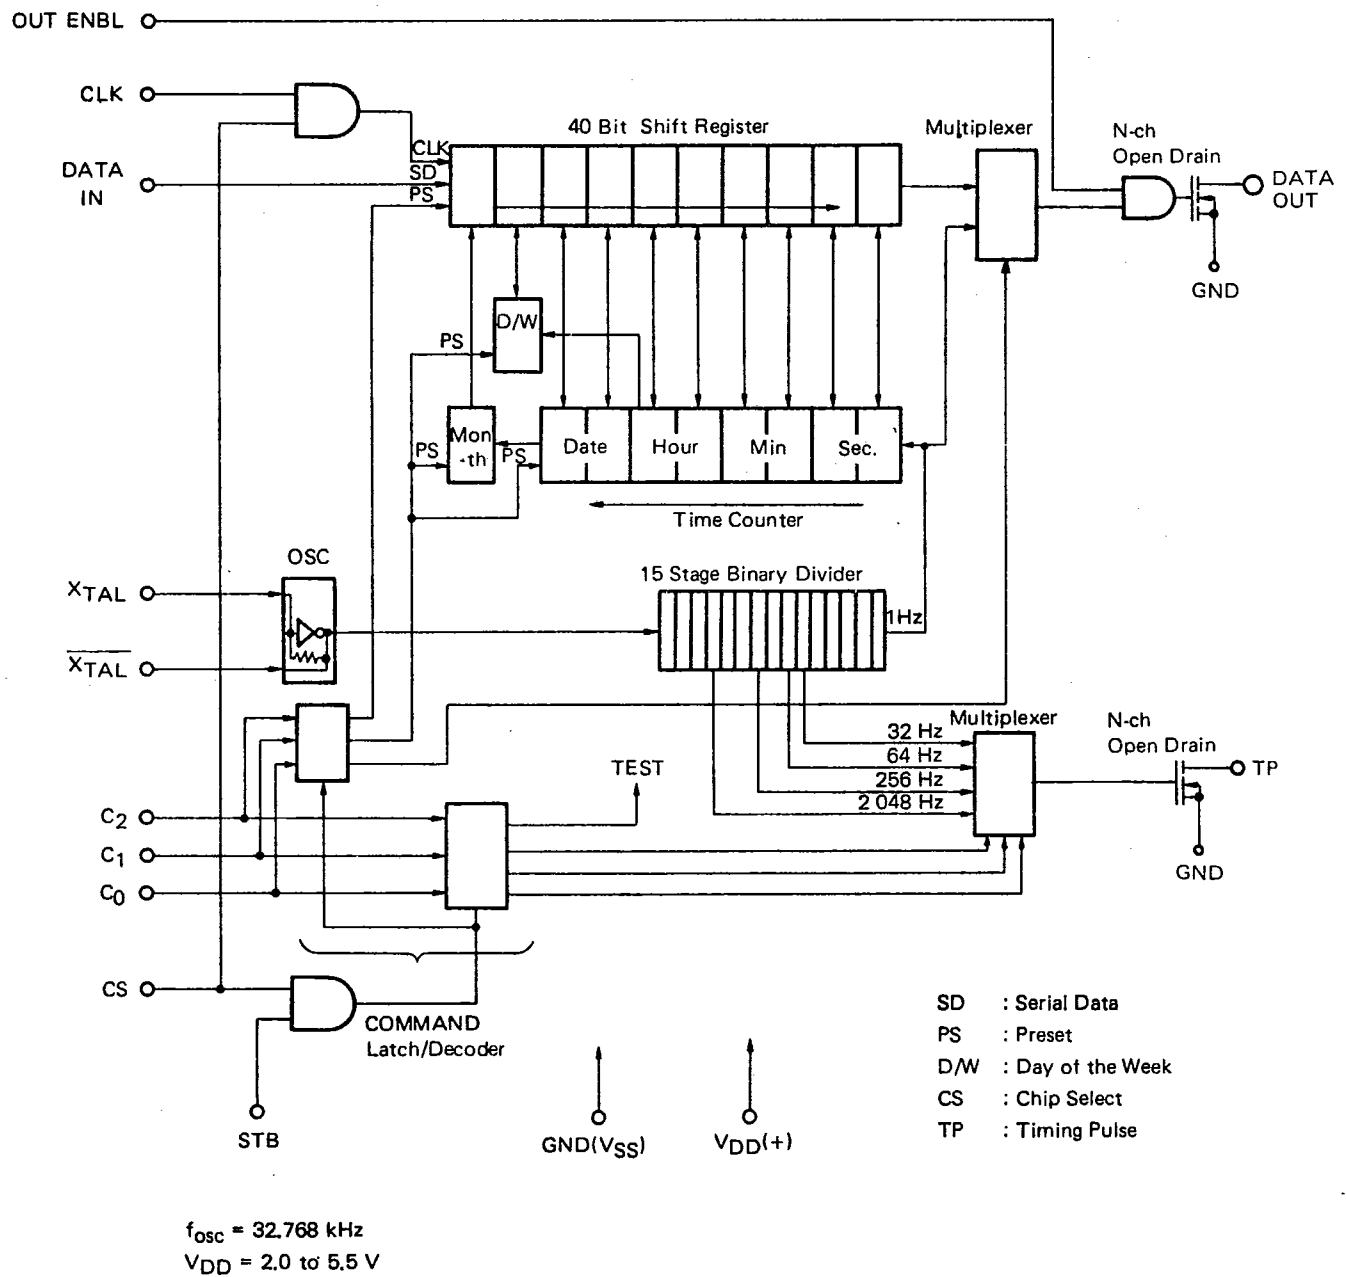 OUT ENBL
CLK
DATA
IN
40 Bit Shift Register
CLK
SD
PS
Multiplexer
N-ch
Open Drain
DATA
OUT
GND
D/W
PS
Mon
-th
PS
PS
Date
Hour
Min
Sec.
Time Counter
OSC
XTAL
XTAL
15 Stage Binary Divider
1Hz
Multiplexer
32 Hz
64 Hz
256 Hz
2 048 Hz
N-ch
Open Drain
TP
GND
TEST
C2
C1
C0
CS
COMMAND
Latch/Decoder
STB
GND(VSS)
VDD(+)
SD : Serial Data
PS : Preset
D/W : Day of the Week
CS : Chip Select
TP : Timing Pulse
fosc = 32.768 kHz
VDD = 2.0 to 5.5 V